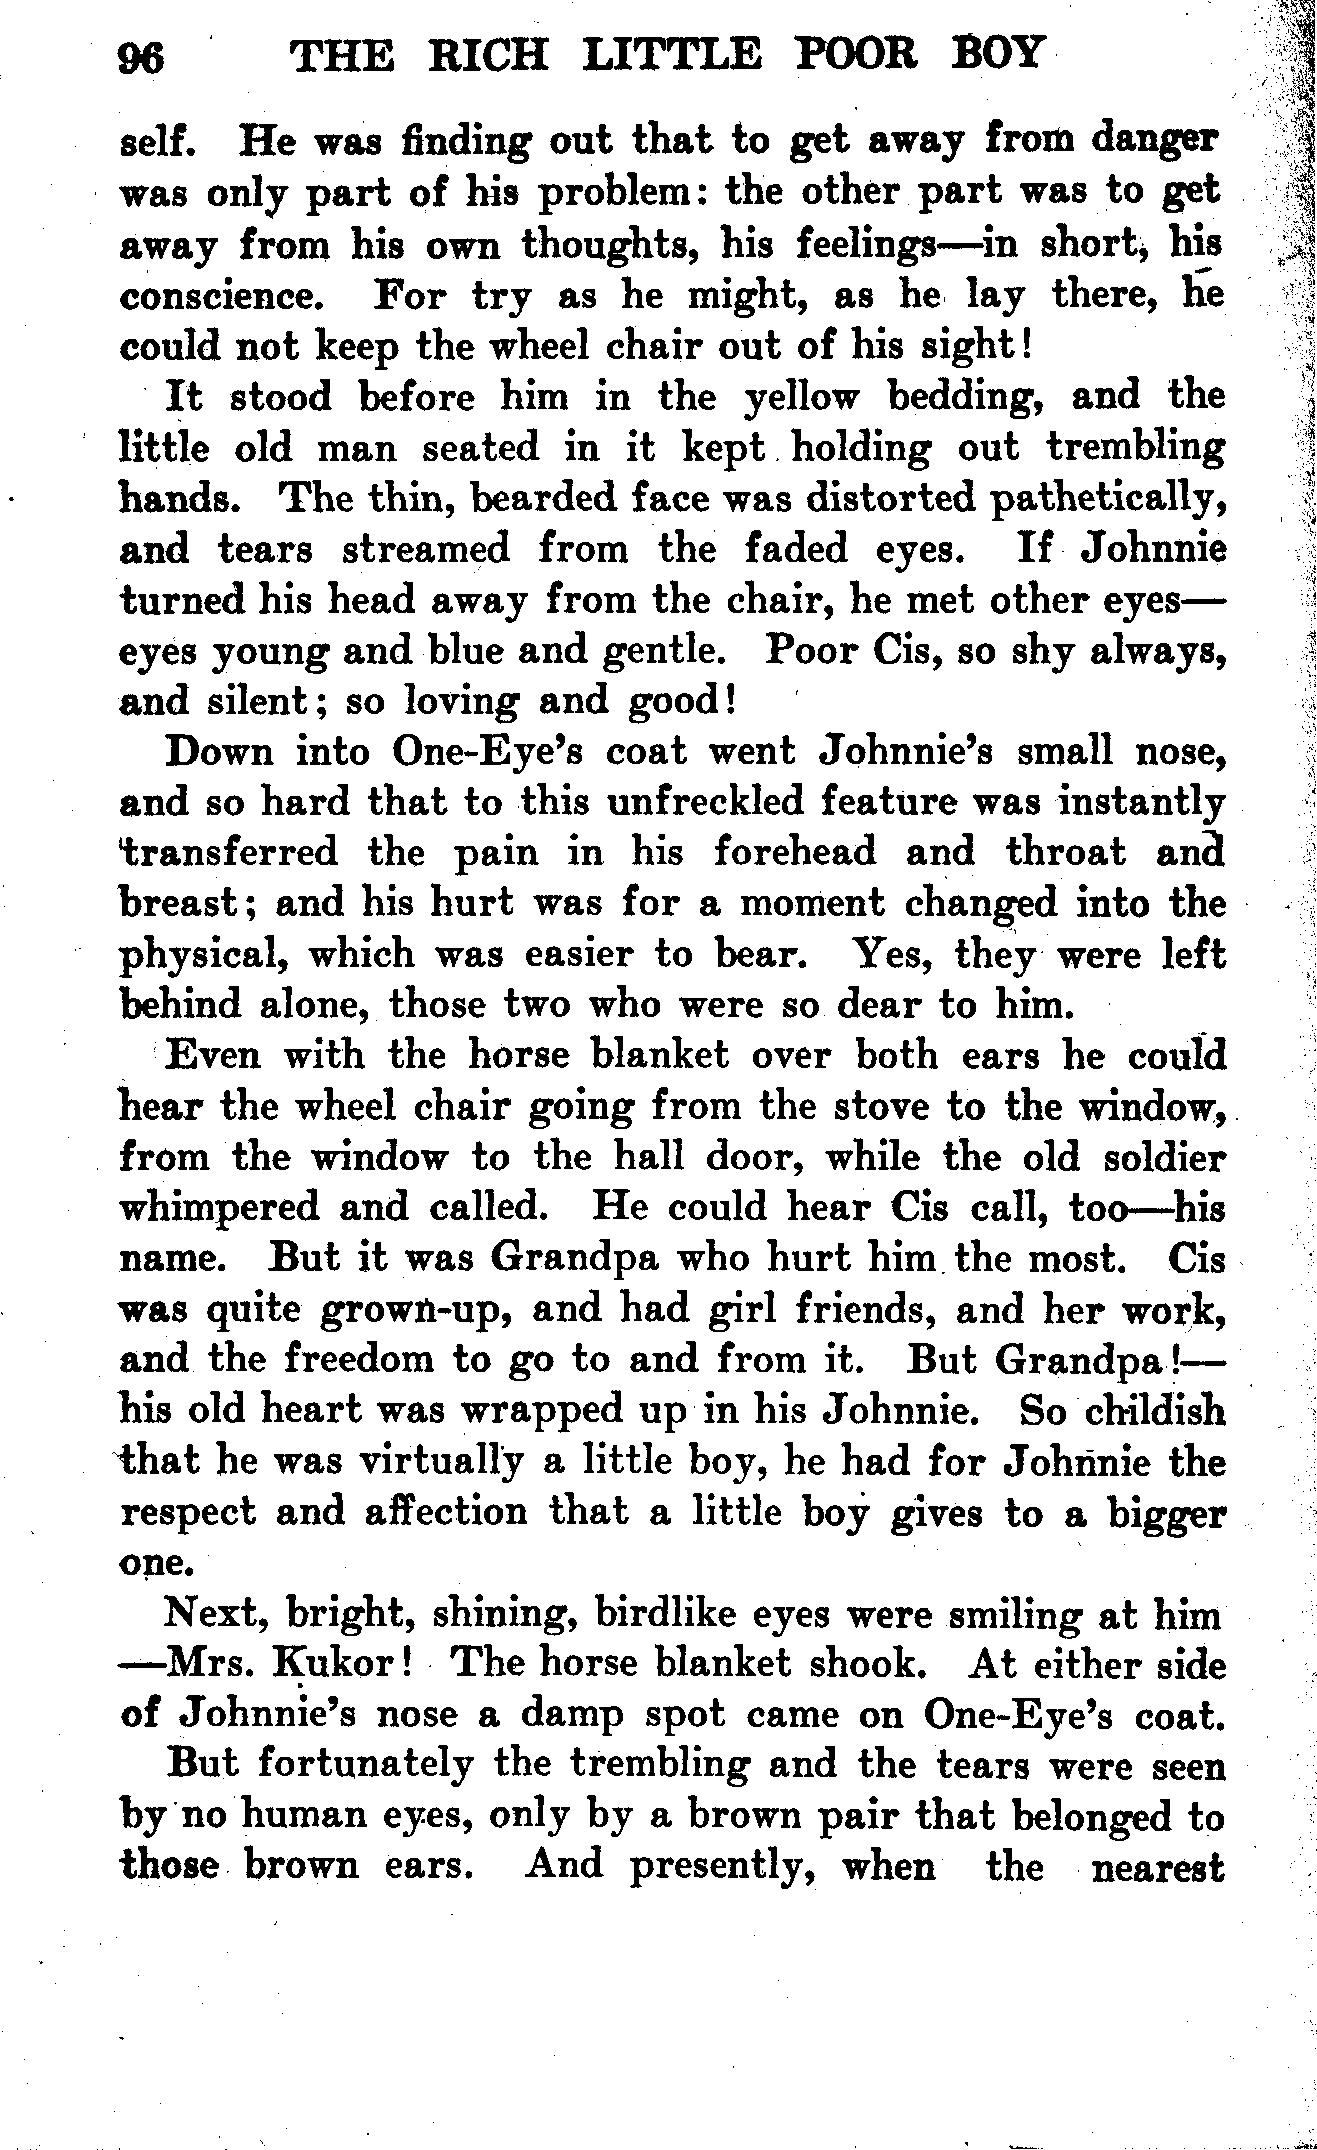 96 THE RICH LITTLE POOR BOY
self. He was finding out that to get away from danger
was only part of his problem: the other part was to get
away from his own thoughts, his feelings—in short, his
conscience. For try as he might, as he lay there, he
could not keep the wheel chair out of his sight!
It stood before him in the yellow bedding, and the
little old man seated in it kept holding out trembling
hands. The thin, bearded face was distorted pathetically,
and tears streamed from the faded eyes. If Johnnie
turned his head away from the chair, he met other eyes—
eyes young and blue and gentle. Poor Cis, so shy always,
and silent; so loving and good!
Down into One-Eye's coat went Johnnie's small nose,
and so hard that to this unfreckled feature was instantly
transferred the pain in his forehead and throat and
breast; and his hurt was for a moment changed into the
physical, which was easier to bear. Yes, they were left
behind alone, those two who were so dear to him.
Even with the horse blanket over both ears he could
hear the wheel chair going from the stove to the window,
from the window to the hall door, while the old soldier
whimpered and called. He could hear Cis call, too—his
name. But it was Grandpa who hurt him the most. Cis
was quite grown-up, and had girl friends, and her work,
and the freedom to go to and from it. But Grandpa!—
his old heart was wrapped up in his Johnnie. So childish
that he was virtually a little boy, he had for Johnnie the
respect and affection that a little boy gives to a bigger
one.
Next, bright, shining, birdlike eyes were smiling at him
—Mrs. Kukor! The horse blanket shook. At either side
of Johnnie's nose a damp spot came on One-Eye's coat.
But fortunately the trembling and the tears were seen
by no human eyes, only by a brown pair that belonged to
those brown ears. And presently, when the nearest